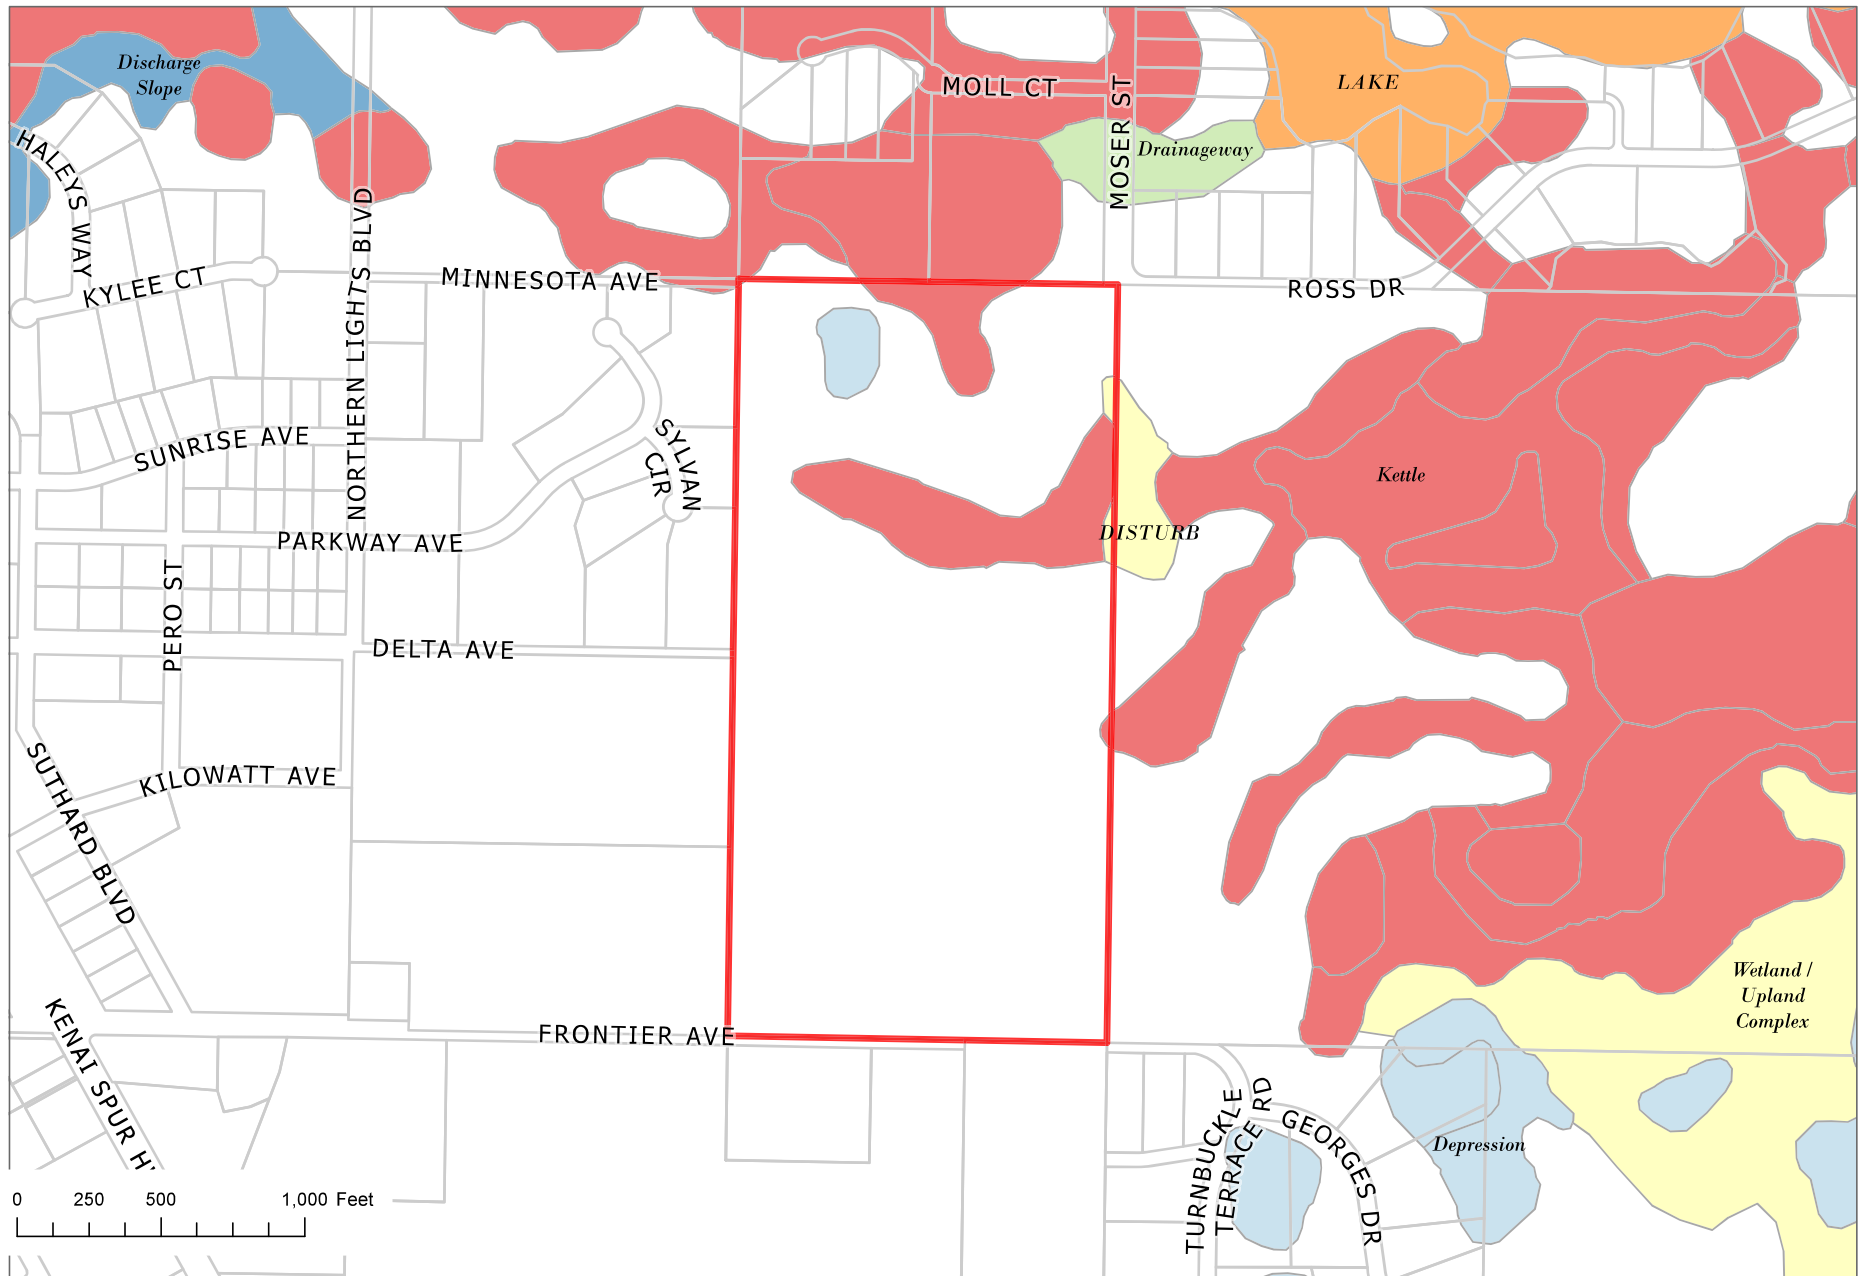 Discharge
Slope
LAKE
MOLL CT
MOSER ST
Drainageway
HALEYS WAY
KYLEE CT
NORTHERN LIGHTS BLVD
MINNESOTA AVE
ROSS DR
SUNRISE AVE
SYLVAN
CIR
Kettle
DISTURB
PARKWAY AVE
PERO ST
DELTA AVE
SUTHARD BLVD
KILOWATT AVE
Wetland /
Upland
Complex
KENAI SPUR H
FRONTIER AVE
TURNBUCKLE
TERRACE RD
GEORGES DR
Depression
0 250 500 1,000 Feet